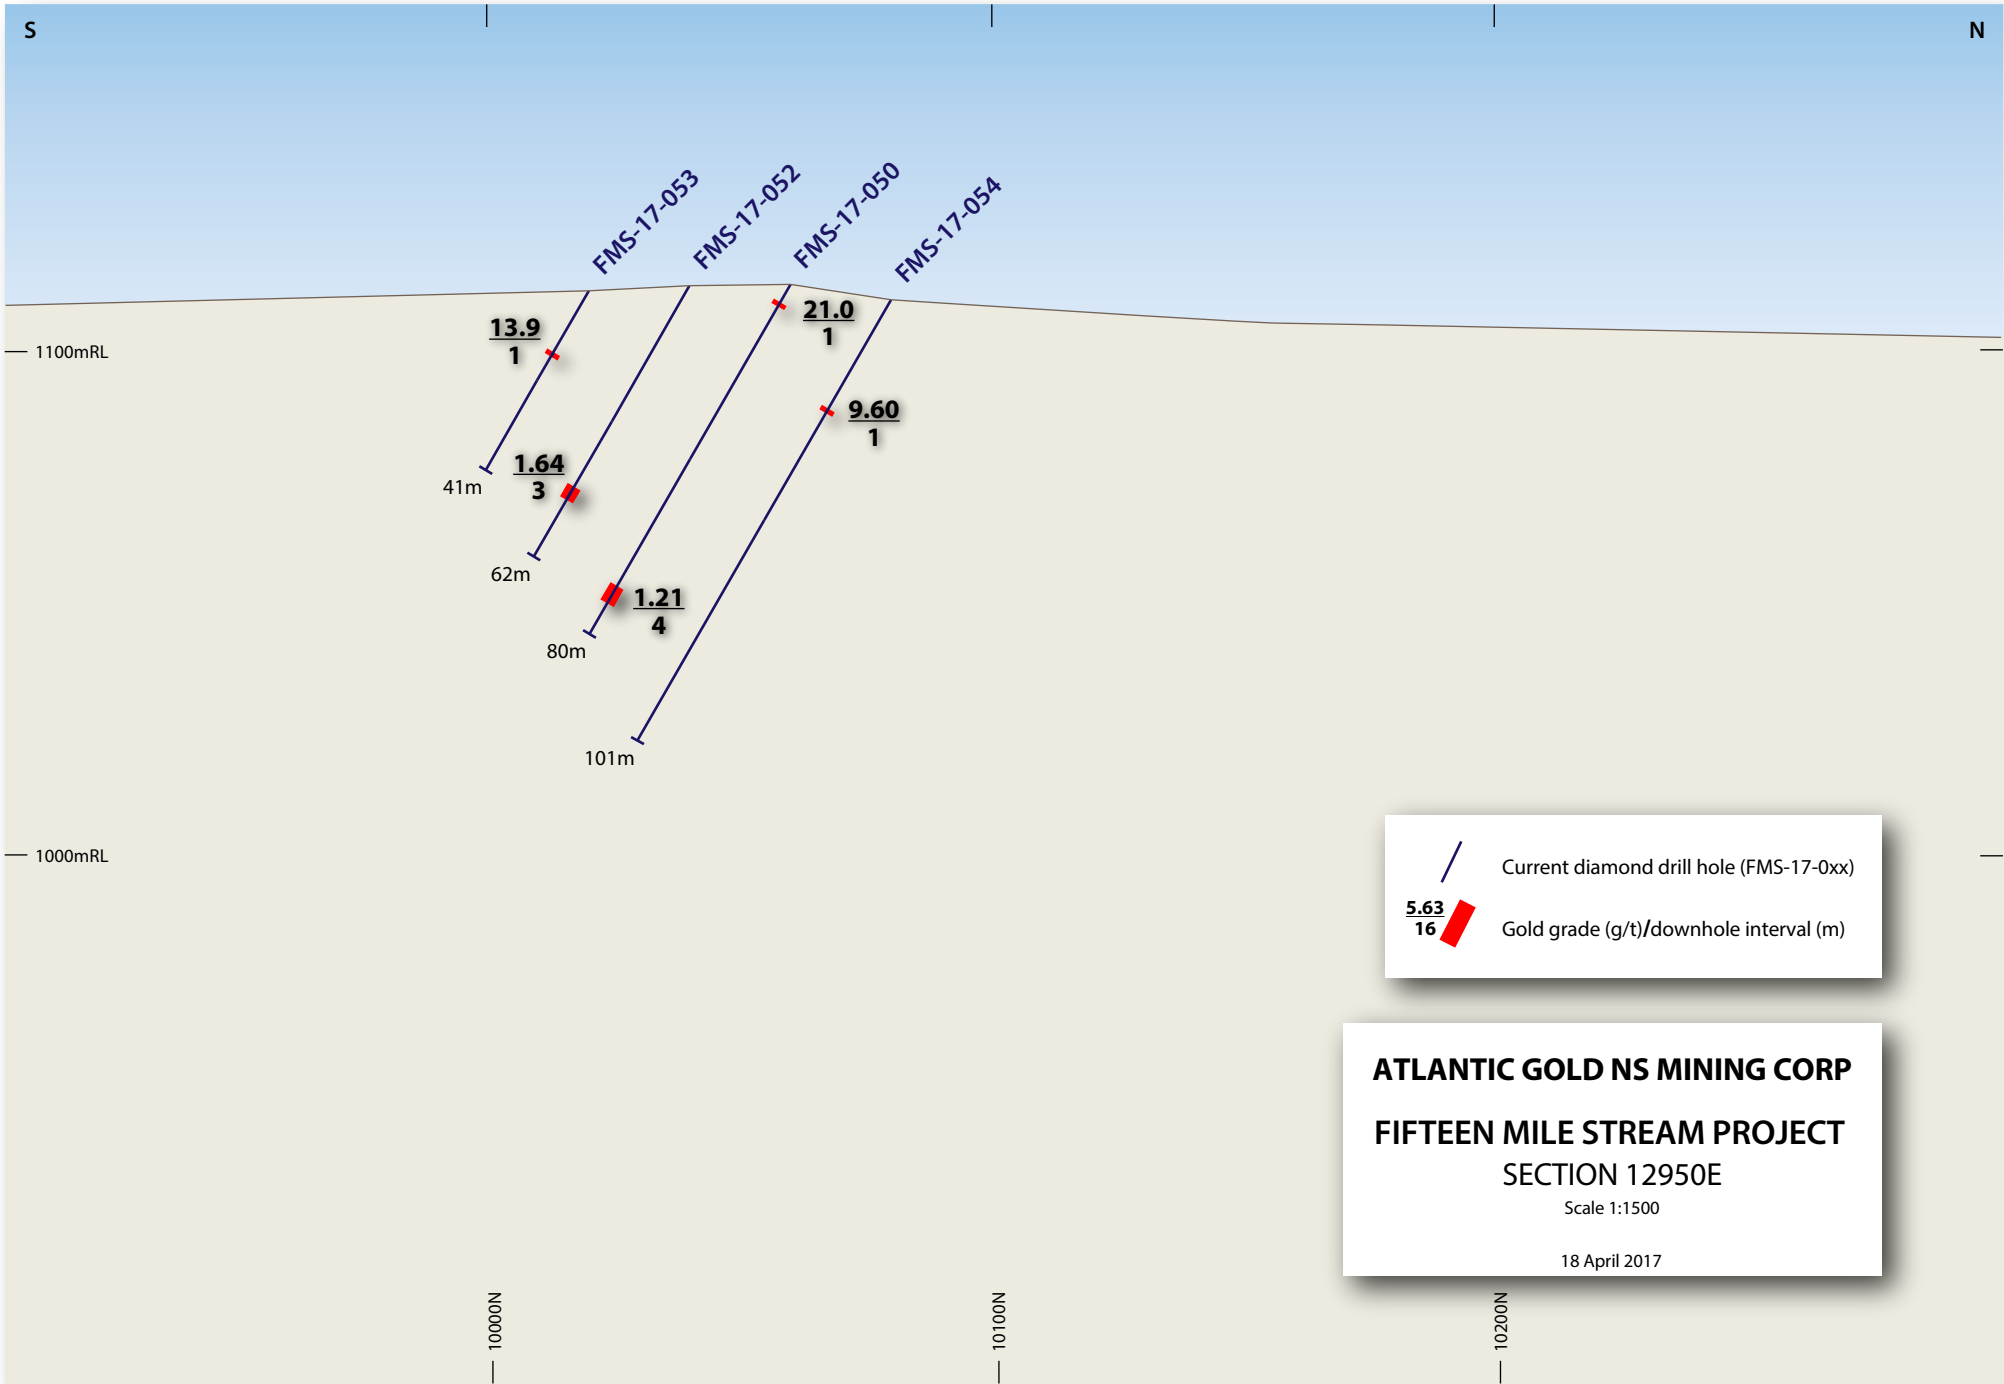 S
N
FMS-17-053
FMS-17-052
FMS-17-050
FMS-17-054
13.9
1
21.0
1
1100mRL
9.60
1
1.64
3
41m
62m
1.21
4
80m
101m
1000mRL
Current diamond drill hole (FMS-17-0xx)
5.63
16
Gold grade (g/t)/downhole interval (m)
ATLANTIC GOLD NS MINING CORP
FIFTEEN MILE STREAM PROJECT
SECTION 12950E
Scale 1:1500
18 April 2017
10000N
10100N
10200N